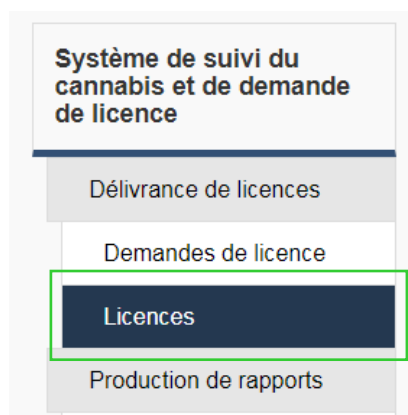 Système de suivi du
cannabis et de demande
de licence
Délivrance de licences
Demandes de licence
Licences
Production de rapports